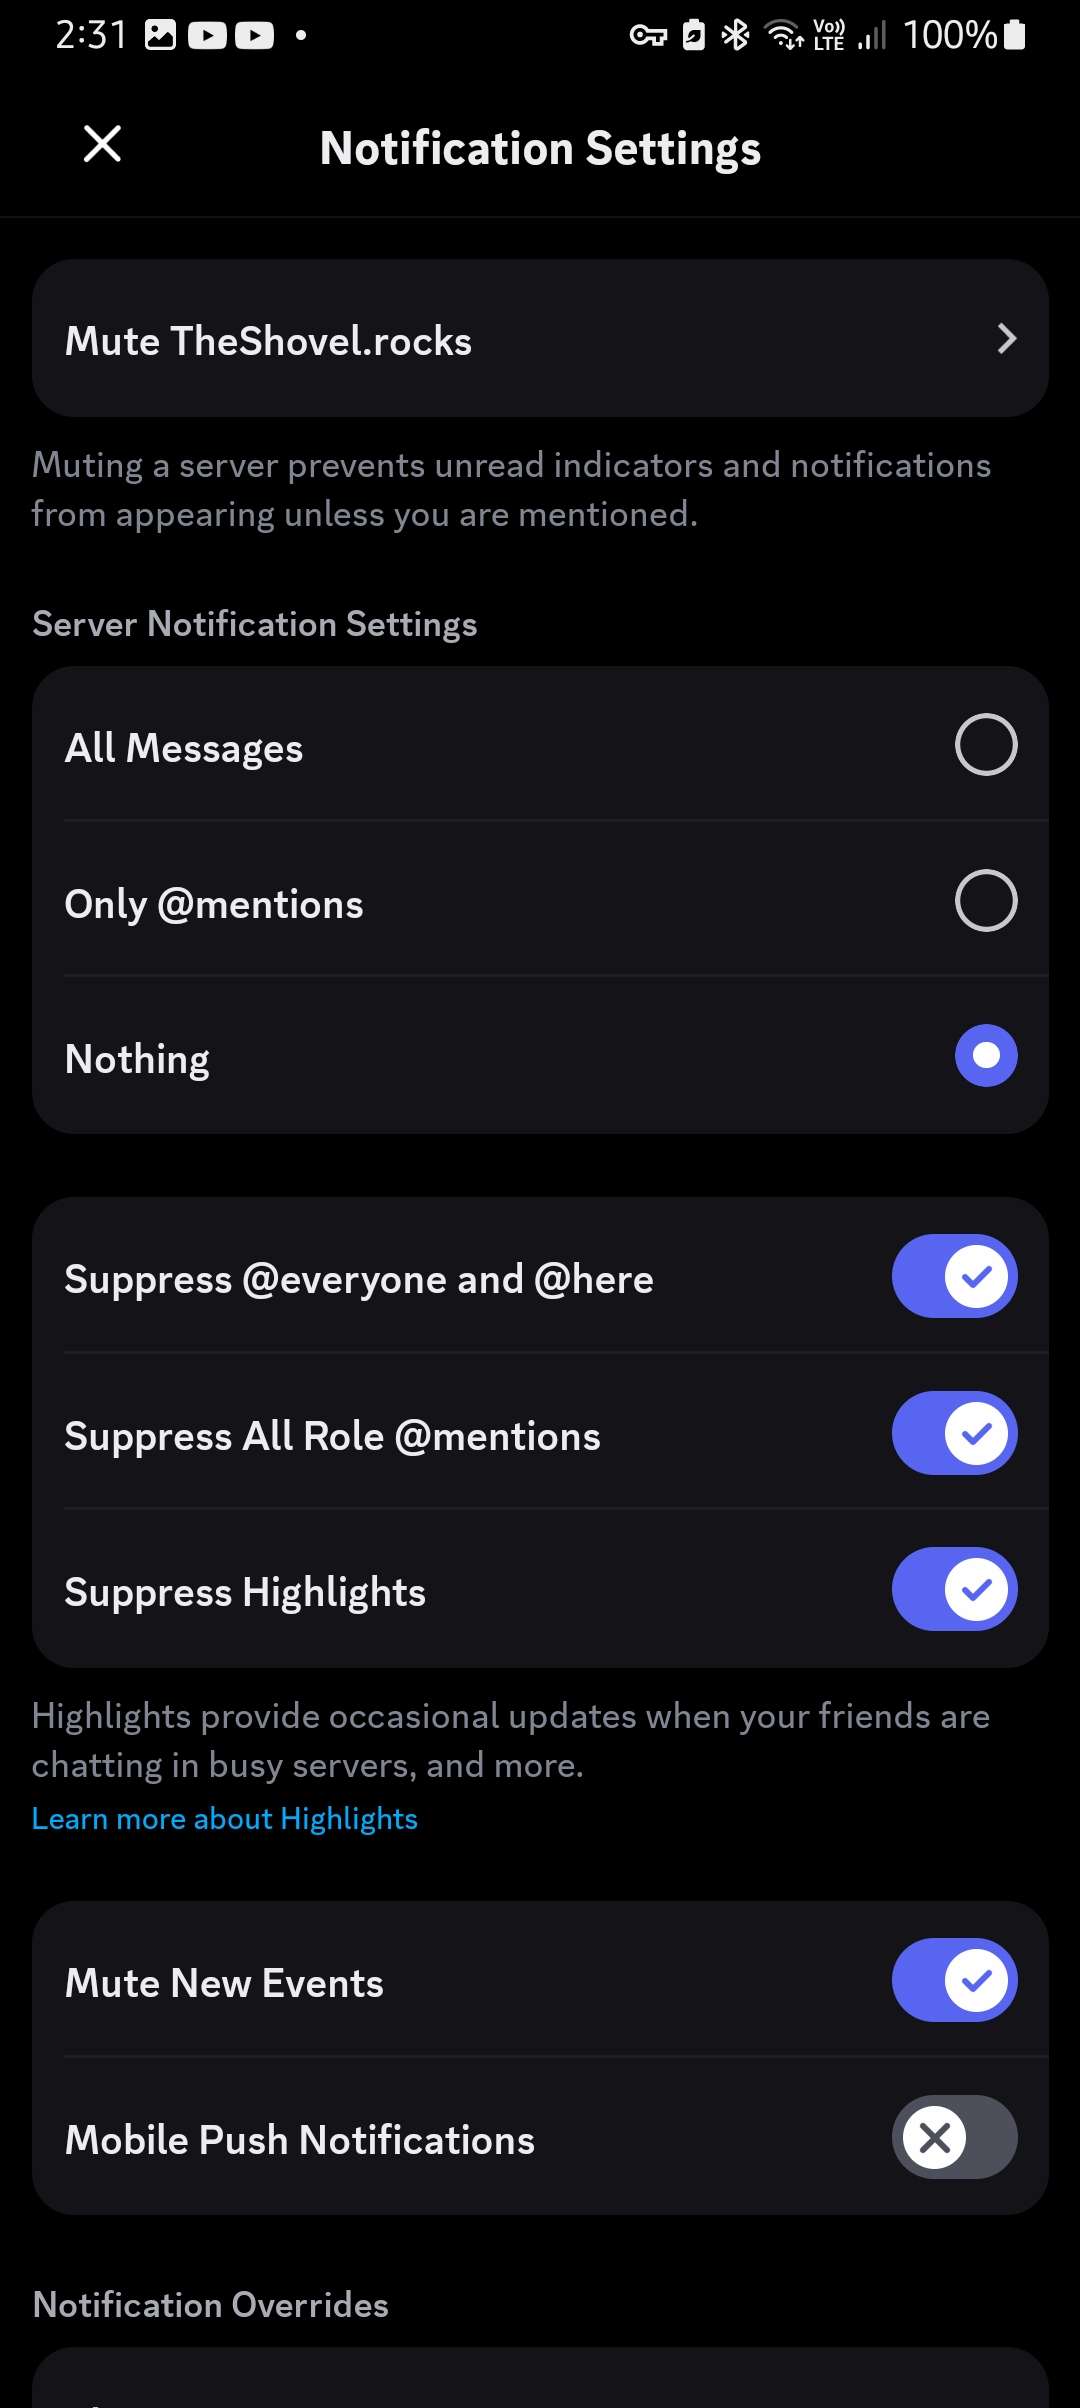 2:31
Vo)) LTE
100%
Notification Settings
Mute TheShovel.rocks
Muting a server prevents unread indicators and notifications
from appearing unless you are mentioned.
Server Notification Settings
All Messages
Only @mentions
Nothing
Suppress @everyone and @here
Suppress All Role @mentions
Suppress Highlights
Highlights provide occasional updates when your friends are
chatting in busy servers, and more.
Learn more about Highlights
Mute New Events
Mobile Push Notifications
Notification Overrides